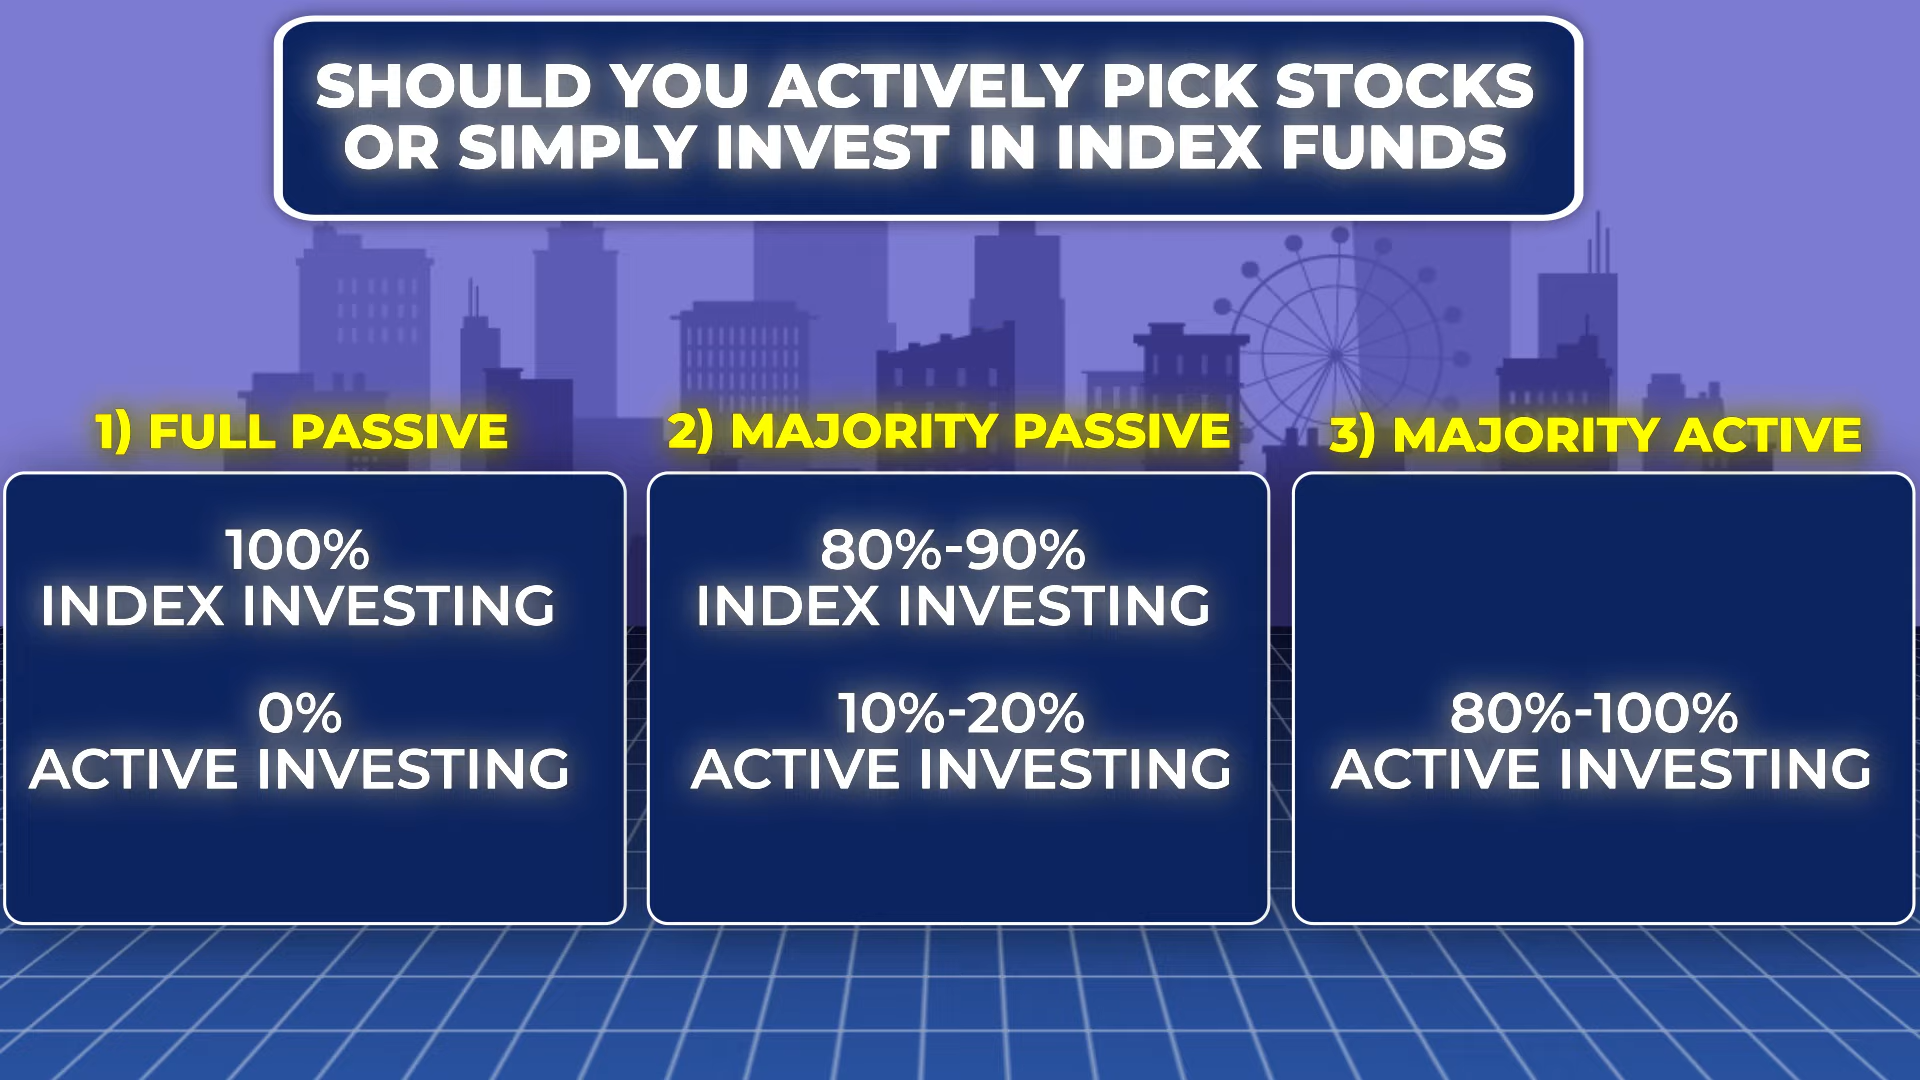 SHOULD YOU ACTIVELY PICK STOCKS
OR SIMPLY INVEST IN INDEX FUNDS
1) FULL PASSIVE
100%
INDEX INVESTING
0%
ACTIVE INVESTING
2) MAJORITY PASSIVE
80%-90%
INDEX INVESTING
10%-20%
ACTIVE INVESTING
3) MAJORITY ACTIVE
80%-100%
ACTIVE INVESTING